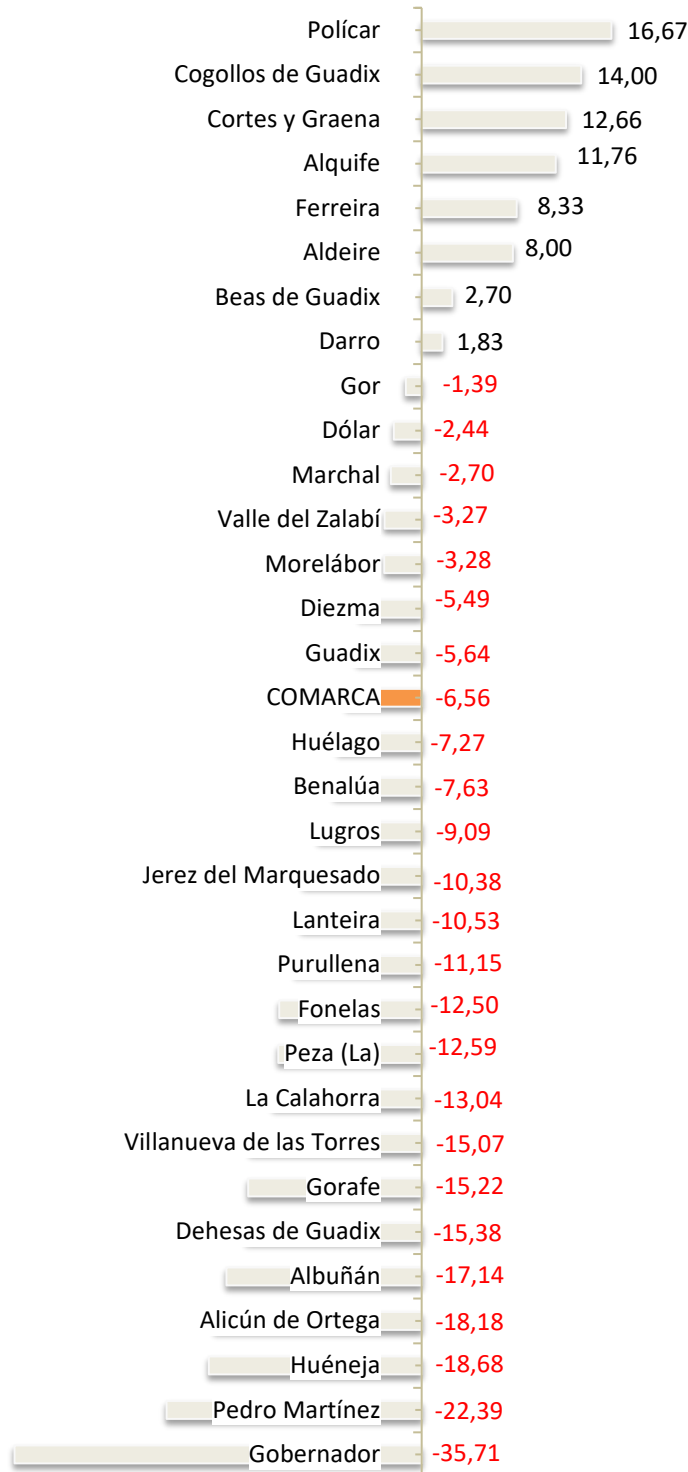 Polícar 16,67
Cogollos de Guadix 14,00
Cortes y Graena 12,66
Alquife 11,76
Ferreira 8,33
Aldeire 8,00
Beas de Guadix 2,70
Darro 1,83
Gor -1,39
Dólar -2,44
Marchal -2,70
Valle del Zalabí -3,27
Morelábor -3,28
Diezma -5,49
Guadix -5,64
COMARCA -6,56
Huélago -7,27
Benalúa -7,63
Lugros -9,09
Jerez del Marquesado -10,38
Lanteira -10,53
Purullena -11,15
Fonelas -12,50
Peza (La) -12,59
La Calahorra -13,04
Villanueva de las Torres -15,07
Gorafe -15,22
Dehesas de Guadix -15,38
Albuñán -17,14
Alicún de Ortega -18,18
Huéneja -18,68
Pedro Martínez -22,39
Gobernador -35,71